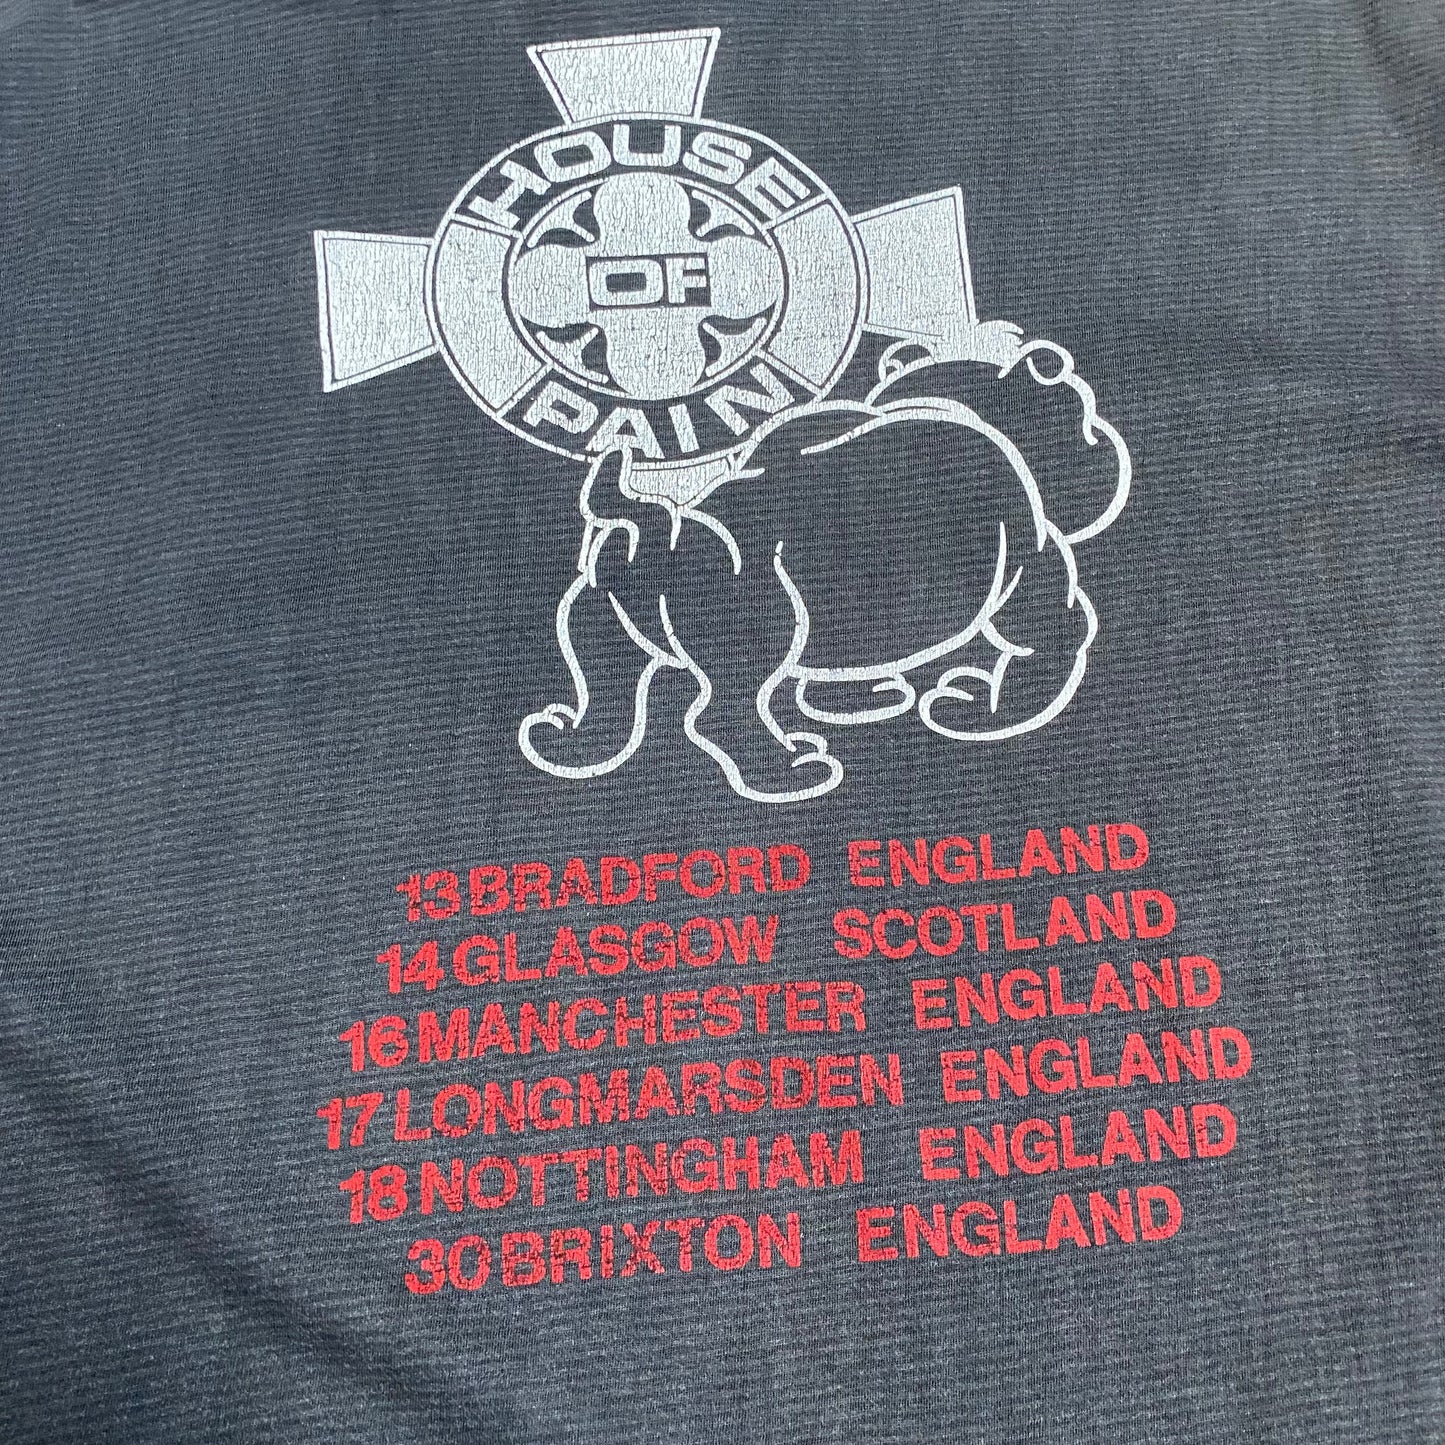 HOUSE
OF
PAIN
13 BRADFORD ENGLAND
14 GLASGOW SCOTLAND
16 MANCHESTER ENGLAND
17 LONGMARSDEN ENGLAND
18 NOTTINGHAM ENGLAND
30 BRIXTON ENGLAND